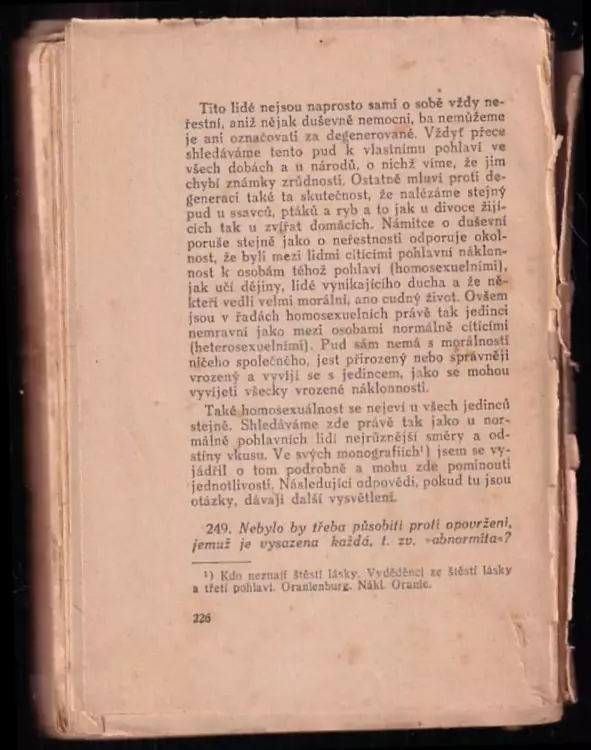 Tito lidé nejsou naprosto sami o sobě vždy ne-
řestní, aniž nějak duševně nemocni, ba nemůžeme
je ani označovati za degenerované. Vždyť přece
shledáváme tento pud k vlastnímu pohlaví ve
všech dobách a u národů, o nichž víme, že jim
chybí známky zrůdnosti. Ostatně mluví proti de-
generaci také ta skutečnost, že nalézáme stejný
pud u ssavců, ptáků a ryb a to jak u divoce žijí-
cích tak u zvířat domácích. Námitce o duševní
poruše stejně jako o neřestnosti odporuje okol-
nost, že byli mezi lidmi cítícími pohlavní náklon-
nost k osobám téhož pohlaví (homosexuelními),
jak učí dějiny, lidé vynikajícího ducha a že ně-
kteří vedli velmi morální, ano cudný život. Ovšem
jsou v řadách homosexuelních právě tak jedinci
nemravní jako mezi osobami normálně cítícími
(heterosexuelními). Pud sám nemá s morálností
ničeho společného, jest přirozený nebo správněji
vrozený a vyvíjí se s jedincem, jako se mohou
vyvíjeti všecky vrozené náklonnosti.
Také homosexuálnost se nejeví u všech jedinců
stejně. Shledáváme zde právě tak jako u nor-
málně pohlavních lidí nejrůznější směry a od-
stíny vkusu. Ve svých monografiích¹) jsem se vy-
jádřil o tom podrobně a mohu zde pominouti
jednotlivosti. Následující odpovědi, pokud tu jsou
otázky, dávají další vysvětlení.
249. Nebylo by třeba působiti proti opovržení,
jemuž je vysazena každá, t. zv. »abnormita«?
¹) Kdo neznají štěstí lásky. Vyděděnci ze štěstí lásky
a třetí pohlaví. Oranienburg. Nákl. Oranie.
226